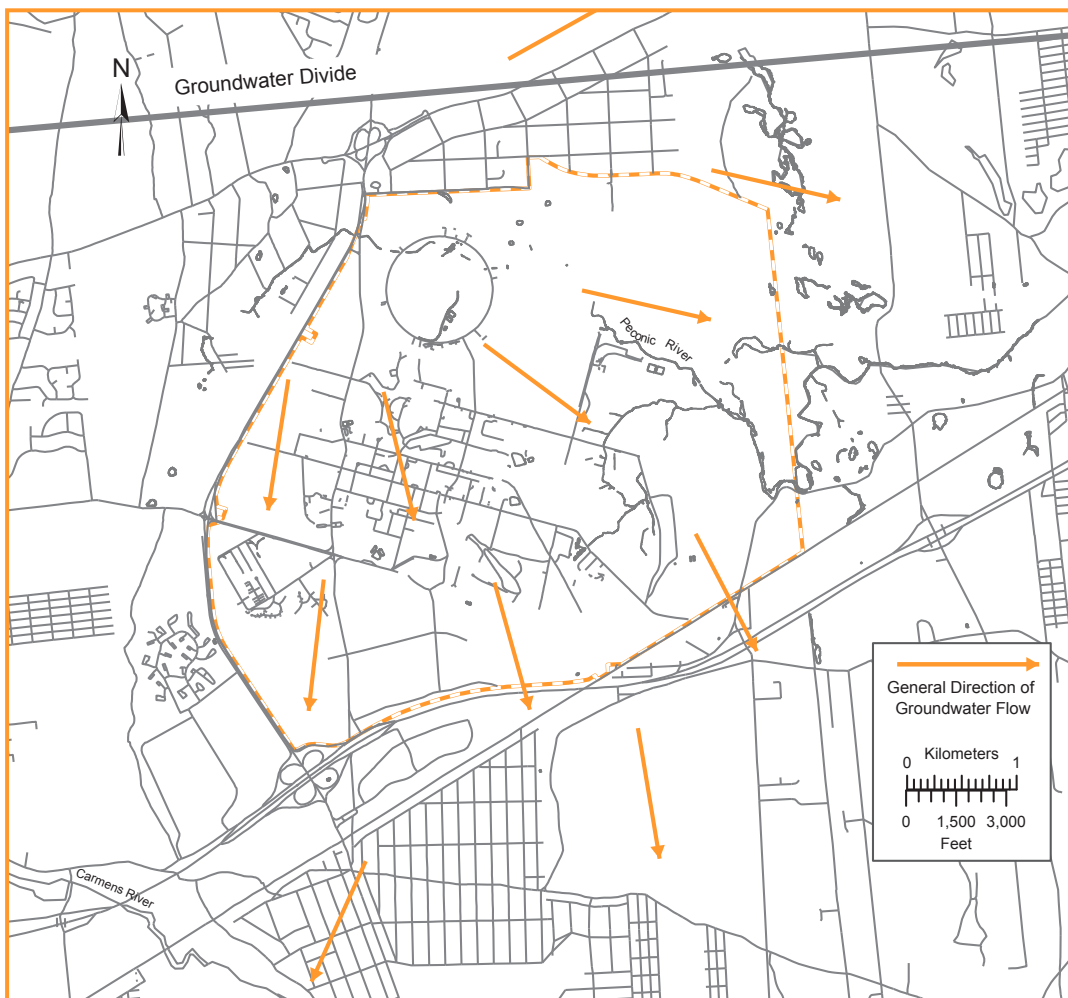 N
Groundwater Divide
Peconic River
Carmens River
General Direction of
Groundwater Flow
Kilometers
0 1
0 1,500 3,000
Feet